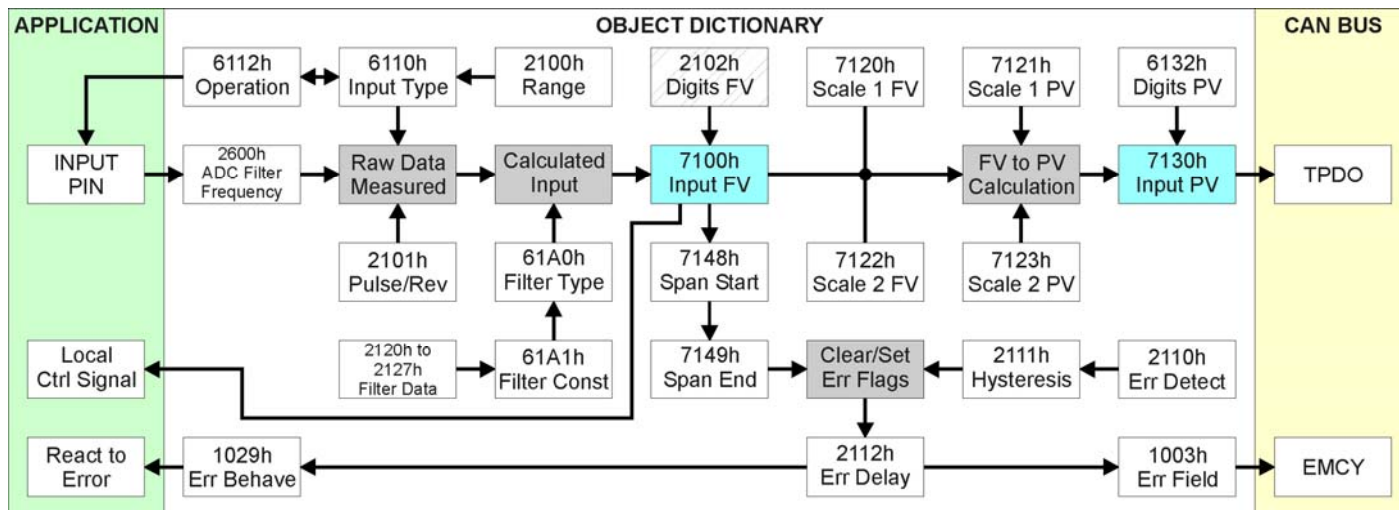 APPLICATION
OBJECT DICTIONARY
CAN BUS
6112h
Operation
6110h
Input Type
2100h
Range
2102h
Digits FV
7120h
Scale 1 FV
7121h
Scale 1 PV
6132h
Digits PV
INPUT
PIN
2600h
ADC Filter
Frequency
Raw Data
Measured
Calculated
Input
7100h
Input FV
FV to PV
Calculation
7130h
Input PV
TPDO
2101h
Pulse/Rev
61A0h
Filter Type
7148h
Span Start
7122h
Scale 2 FV
7123h
Scale 2 PV
Local
Ctrl Signal
2120h to
2127h
Filter Data
61A1h
Filter Const
7149h
Span End
Clear/Set
Err Flags
2111h
Hysteresis
2110h
Err Detect
React to
Error
1029h
Err Behave
2112h
Err Delay
1003h
Err Field
EMCY